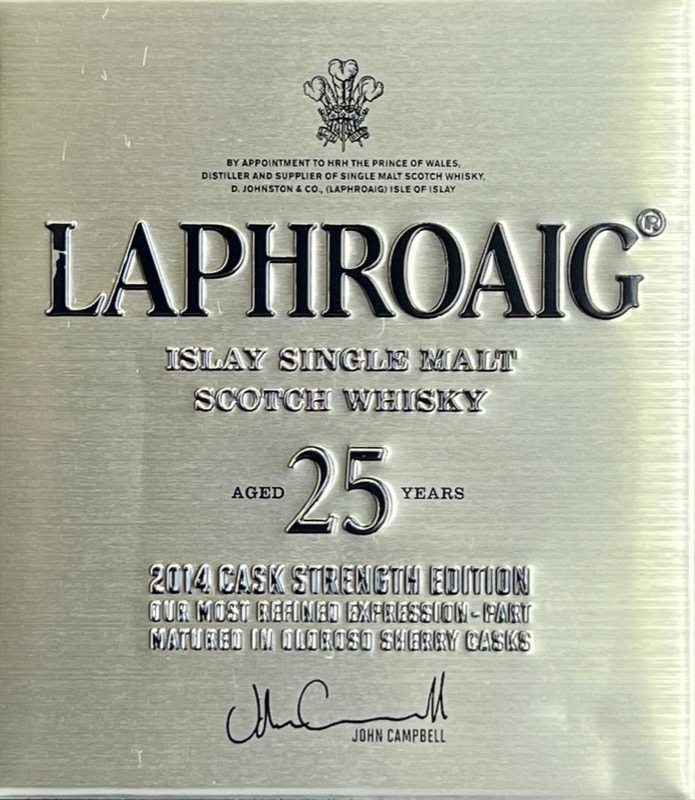 BY APPOINTMENT TO HRH THE PRINCE OF WALES,
DISTILLER AND SUPPLIER OF SINGLE MALT SCOTCH WHISKY,
D. JOHNSTON & CO., (LAPHROAIG) ISLE OF ISLAY
LAPHROAIG®
ISLAY SINGLE MALT
SCOTCH WHISKY
AGED 25 YEARS
2014 CASK STRENGTH EDITION
OUR MOST REFINED EXPRESSION - PART
MATURED IN OLOROSO SHERRY CASKS
John Campbell
JOHN CAMPBELL